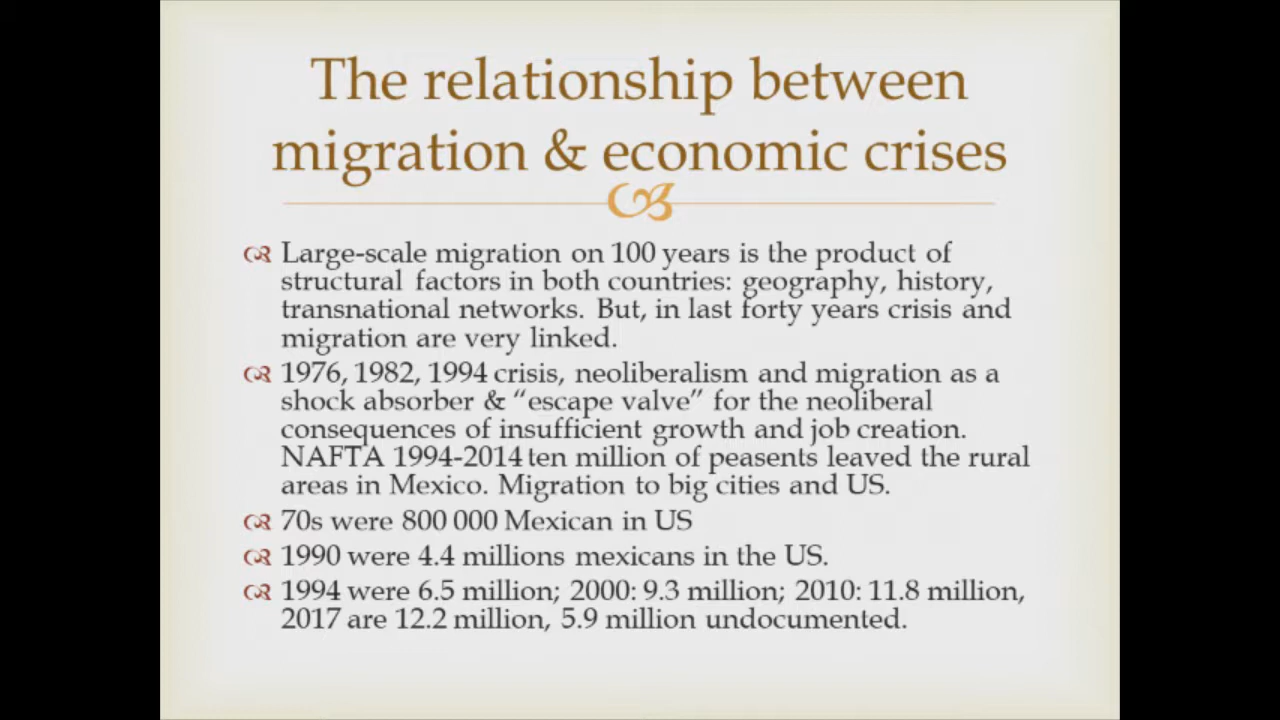 The relationship between
migration & economic crises
Large-scale migration on 100 years is the product of
structural factors in both countries: geography, history,
transnational networks. But, in last forty years crisis and
migration are very linked.
1976, 1982, 1994 crisis, neoliberalism and migration as a
shock absorber & “escape valve” for the neoliberal
consequences of insufficient growth and job creation.
NAFTA 1994-2014 ten million of peasents leaved the rural
areas in Mexico. Migration to big cities and US.
70s were 800 000 Mexican in US
1990 were 4.4 millions mexicans in the US.
1994 were 6.5 million; 2000: 9.3 million; 2010: 11.8 million,
2017 are 12.2 million, 5.9 million undocumented.